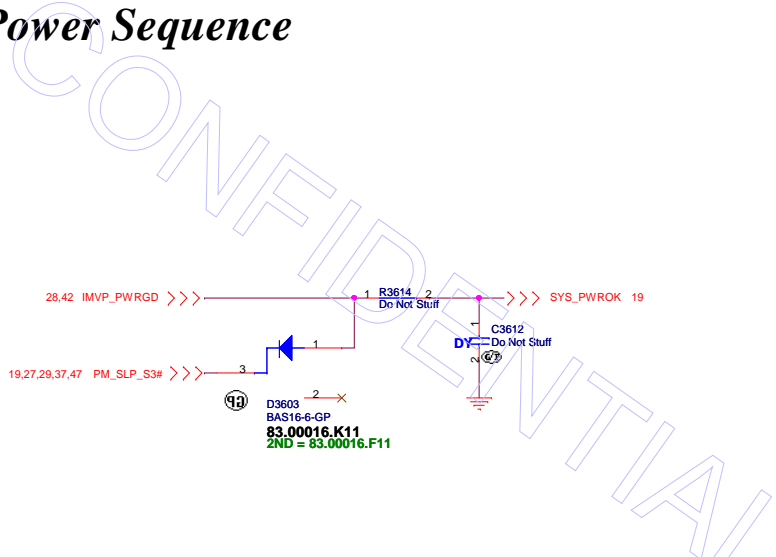 Power Sequence
CONFIDENTIAL
28,42 IMVP_PWRGD
1
R3614
2
Do Not Stuff
SYS_PWROK 19
1
C3612
DY
Do Not Stuff
2
1
19,27,29,37,47 PM_SLP_S3#
3
GP
2
D3603
BAS16-6-GP
83.00016.K11
2ND = 83.00016.F11